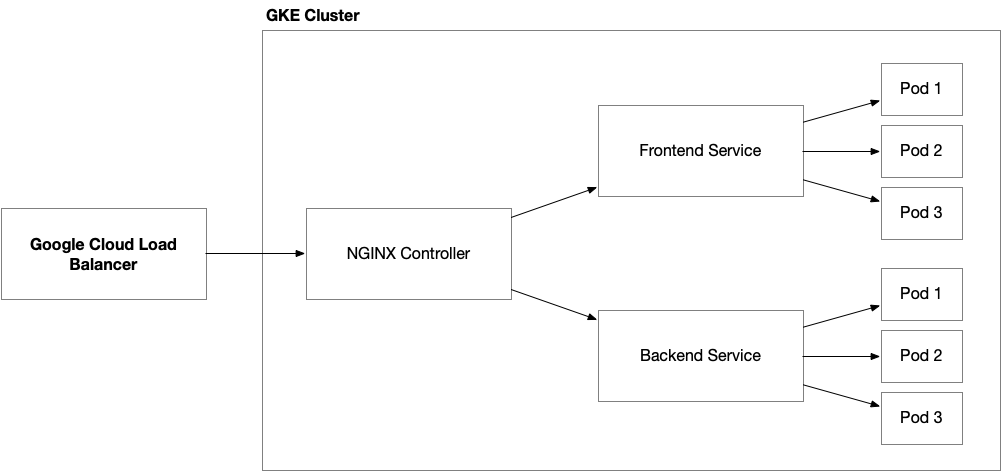 GKE Cluster
Google Cloud Load
Balancer
NGINX Controller
Frontend Service
Pod 1
Pod 2
Pod 3
Backend Service
Pod 1
Pod 2
Pod 3